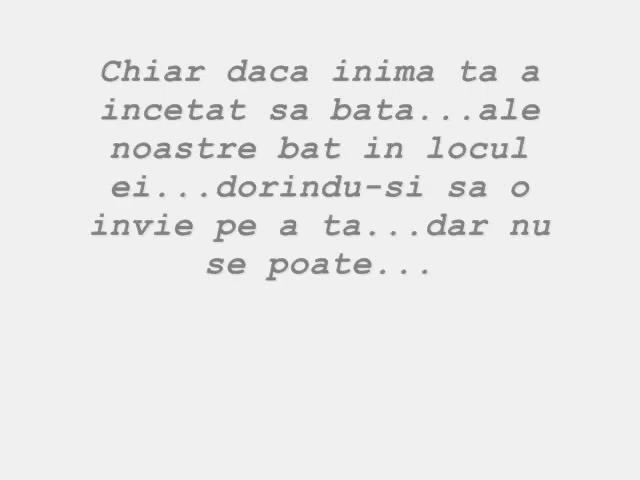 Chiar daca inima ta a
incetat sa bata...ale
noastre bat in locul
ei...dorindu-si sa o
invie pe a ta...dar nu
se poate...